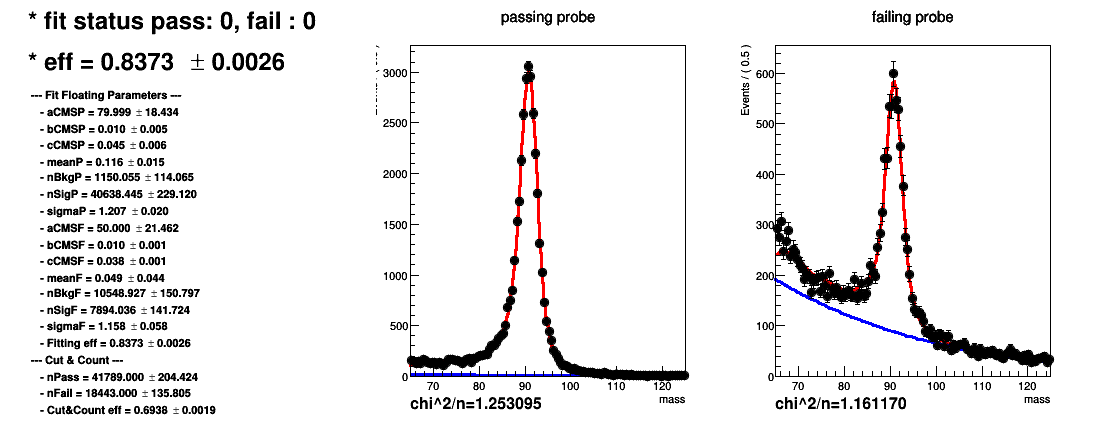 * fit status pass: 0, fail : 0
* eff = 0.8373 ± 0.0026
--- Fit Floating Parameters ---
- aCMSP = 79.999 ± 18.434
- bCMSP = 0.010 ± 0.005
- cCMSP = 0.045 ± 0.006
- meanP = 0.116 ± 0.015
- nBkgP = 1150.055 ± 114.065
- nSigP = 40638.445 ± 229.120
- sigmaP = 1.207 ± 0.020
- aCMSF = 50.000 ± 21.462
- bCMSF = 0.010 ± 0.001
- cCMSF = 0.038 ± 0.001
- meanF = 0.049 ± 0.044
- nBkgF = 10548.927 ± 150.797
- nSigF = 7894.036 ± 141.724
- sigmaF = 1.158 ± 0.058
- Fitting eff = 0.8373 ± 0.0026
--- Cut & Count ---
- nPass = 41789.000 ± 204.424
- nFail = 18443.000 ± 135.805
- Cut&Count eff = 0.6938 ± 0.0019
passing probe
3000
2500
2000
1500
1000
500
0
70 80 90 100 110 120
mass
chi^2/n=1.253095
failing probe
Events / ( 0.5 )
600
500
400
300
200
100
0
70 80 90 100 110 120
mass
chi^2/n=1.161170